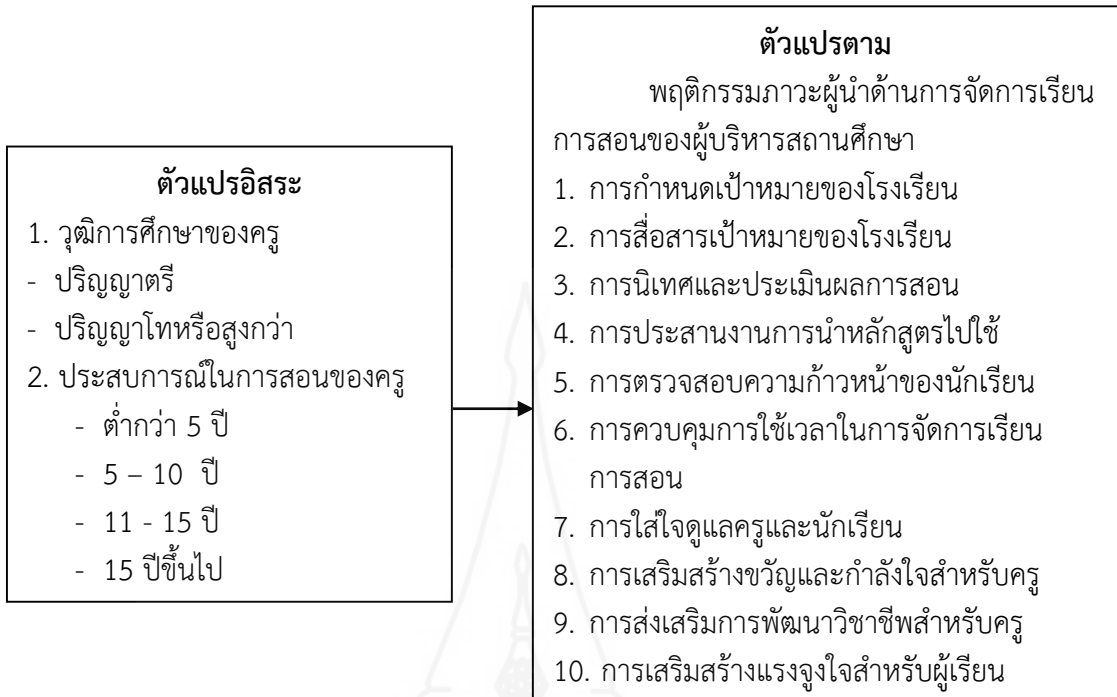 ตัวแปรอิสระ
1. วุฒิการศึกษาของครู
- ปริญญาตรี
- ปริญญาโทหรือสูงกว่า
2. ประสบการณ์ในการสอนของครู
- ต่ำกว่า 5 ปี
- 5 – 10 ปี
- 11 - 15 ปี
- 15 ปีขึ้นไป
ตัวแปรตาม
พฤติกรรมภาวะผู้นำด้านการจัดการเรียน
การสอนของผู้บริหารสถานศึกษา
1. การกำหนดเป้าหมายของโรงเรียน
2. การสื่อสารเป้าหมายของโรงเรียน
3. การนิเทศและประเมินผลการสอน
4. การประสานงานการนำหลักสูตรไปใช้
5. การตรวจสอบความก้าวหน้าของนักเรียน
6. การควบคุมการใช้เวลาในการจัดการเรียน
การสอน
7. การใส่ใจดูแลครูและนักเรียน
8. การเสริมสร้างขวัญและกำลังใจสำหรับครู
9. การส่งเสริมการพัฒนาวิชาชีพสำหรับครู
10. การเสริมสร้างแรงจูงใจสำหรับผู้เรียน